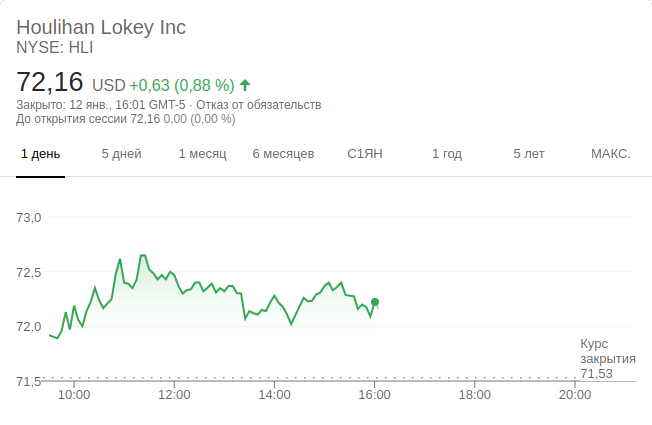 Houlihan Lokey Inc
NYSE: HLI
72,16 USD +0,63 (0,88 %)
Закрыто: 12 янв., 16:01 GMT-5 · Отказ от обязательств
До открытия сессии 72,16 0,00 (0,00 %)
1 день 5 дней 1 месяц 6 месяцев С1ЯН 1 год 5 лет МАКС.
73,0
72,5
72,0
Курс
закрытия
71,53
71,5
10:00 12:00 14:00 16:00 18:00 20:00